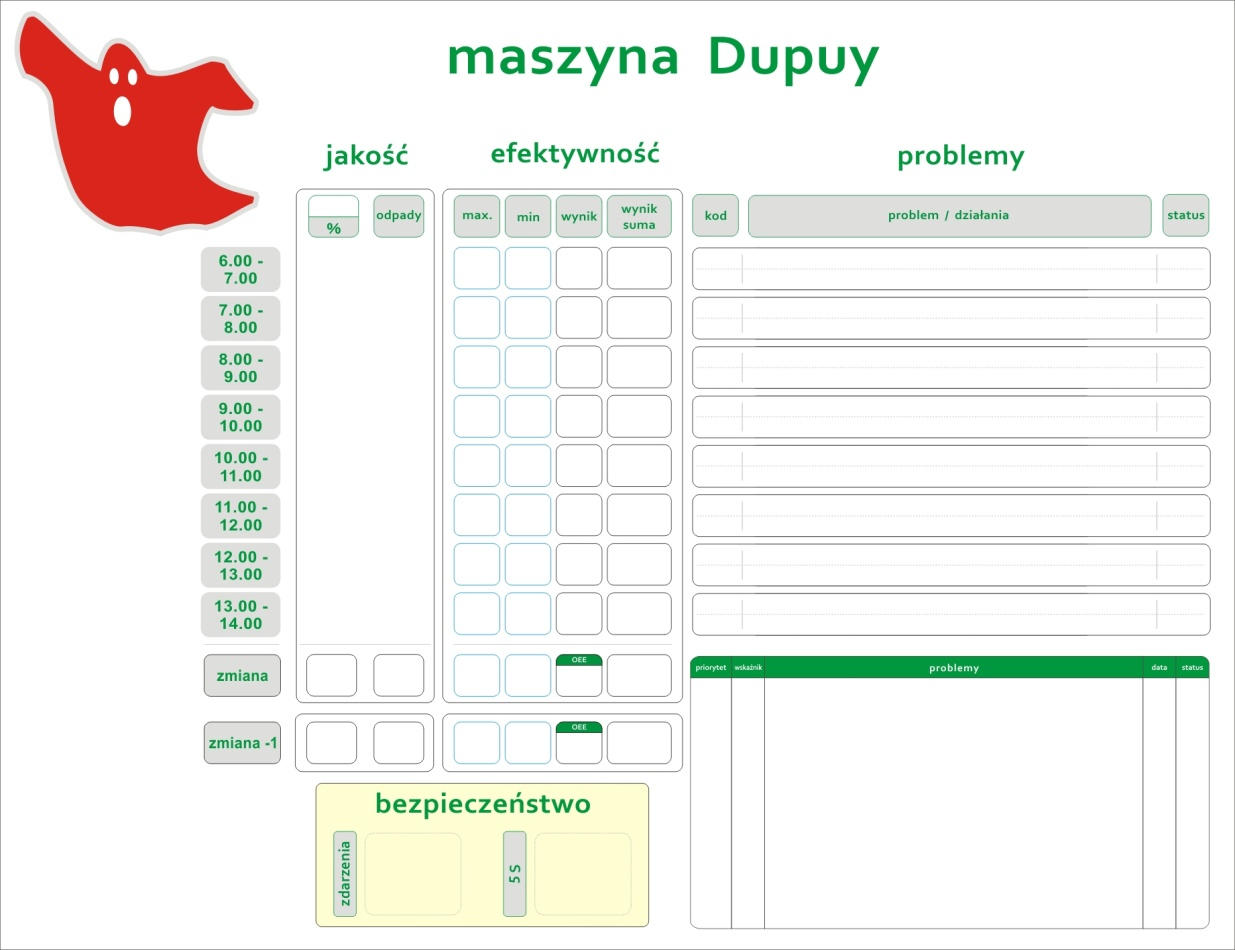 maszyna Dupuy
jakość
efektywność
problemy
%
odpady
max.
min
wynik
wynik
suma
kod
problem / działania
status
6.00 -
7.00
7.00 -
8.00
8.00 -
9.00
9.00 -
10.00
10.00 -
11.00
11.00 -
12.00
12.00 -
13.00
13.00 -
14.00
zmiana
OEE
zmiana -1
OEE
priorytet
wskaźnik
problemy
data
status
bezpieczeństwo
zdarzenia
5 S